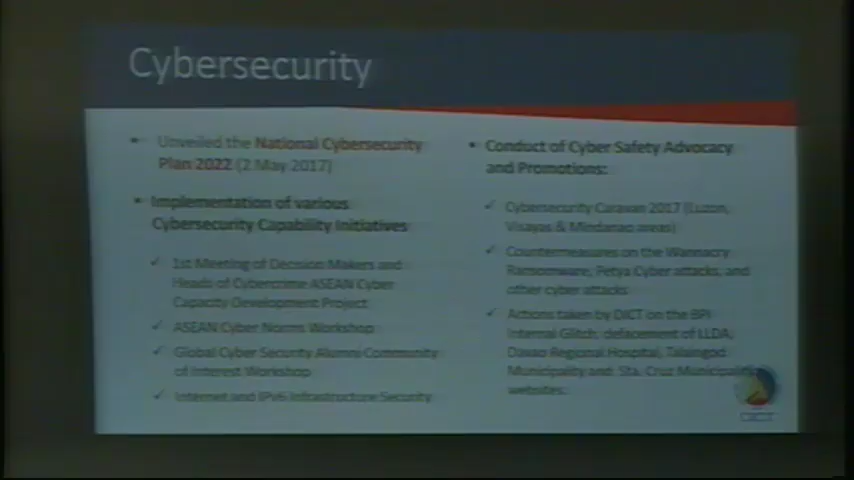 Cybersecurity
• Unveiled the National Cybersecurity
Plan 2022 (2 May 2017)
• Implementation of various
Cybersecurity Capability Initiatives
✓ 1st Meeting of Decision Makers and
Heads of Cybercrime ASEAN Cyber
Capacity Development Project
✓ ASEAN Cyber Norms Workshop
✓ Global Cyber Security Alumni Community
of Interest Workshop
✓ Internet and IPv6 Infrastructure Security
• Conduct of Cyber Safety Advocacy
and Promotions:
✓ Cybersecurity Caravan 2017 (Luzon,
Visayas & Mindanao areas)
✓ Countermeasures on the Wannacry
Ransomware, Petya Cyber attacks, and
other cyber attacks
✓ Actions taken by DICT on the BPI
Internal Glitch, defacement of LLDA,
Davao Regional Hospital, Talaingod
Municipality and Sta. Cruz Municipality
websites.
DICT